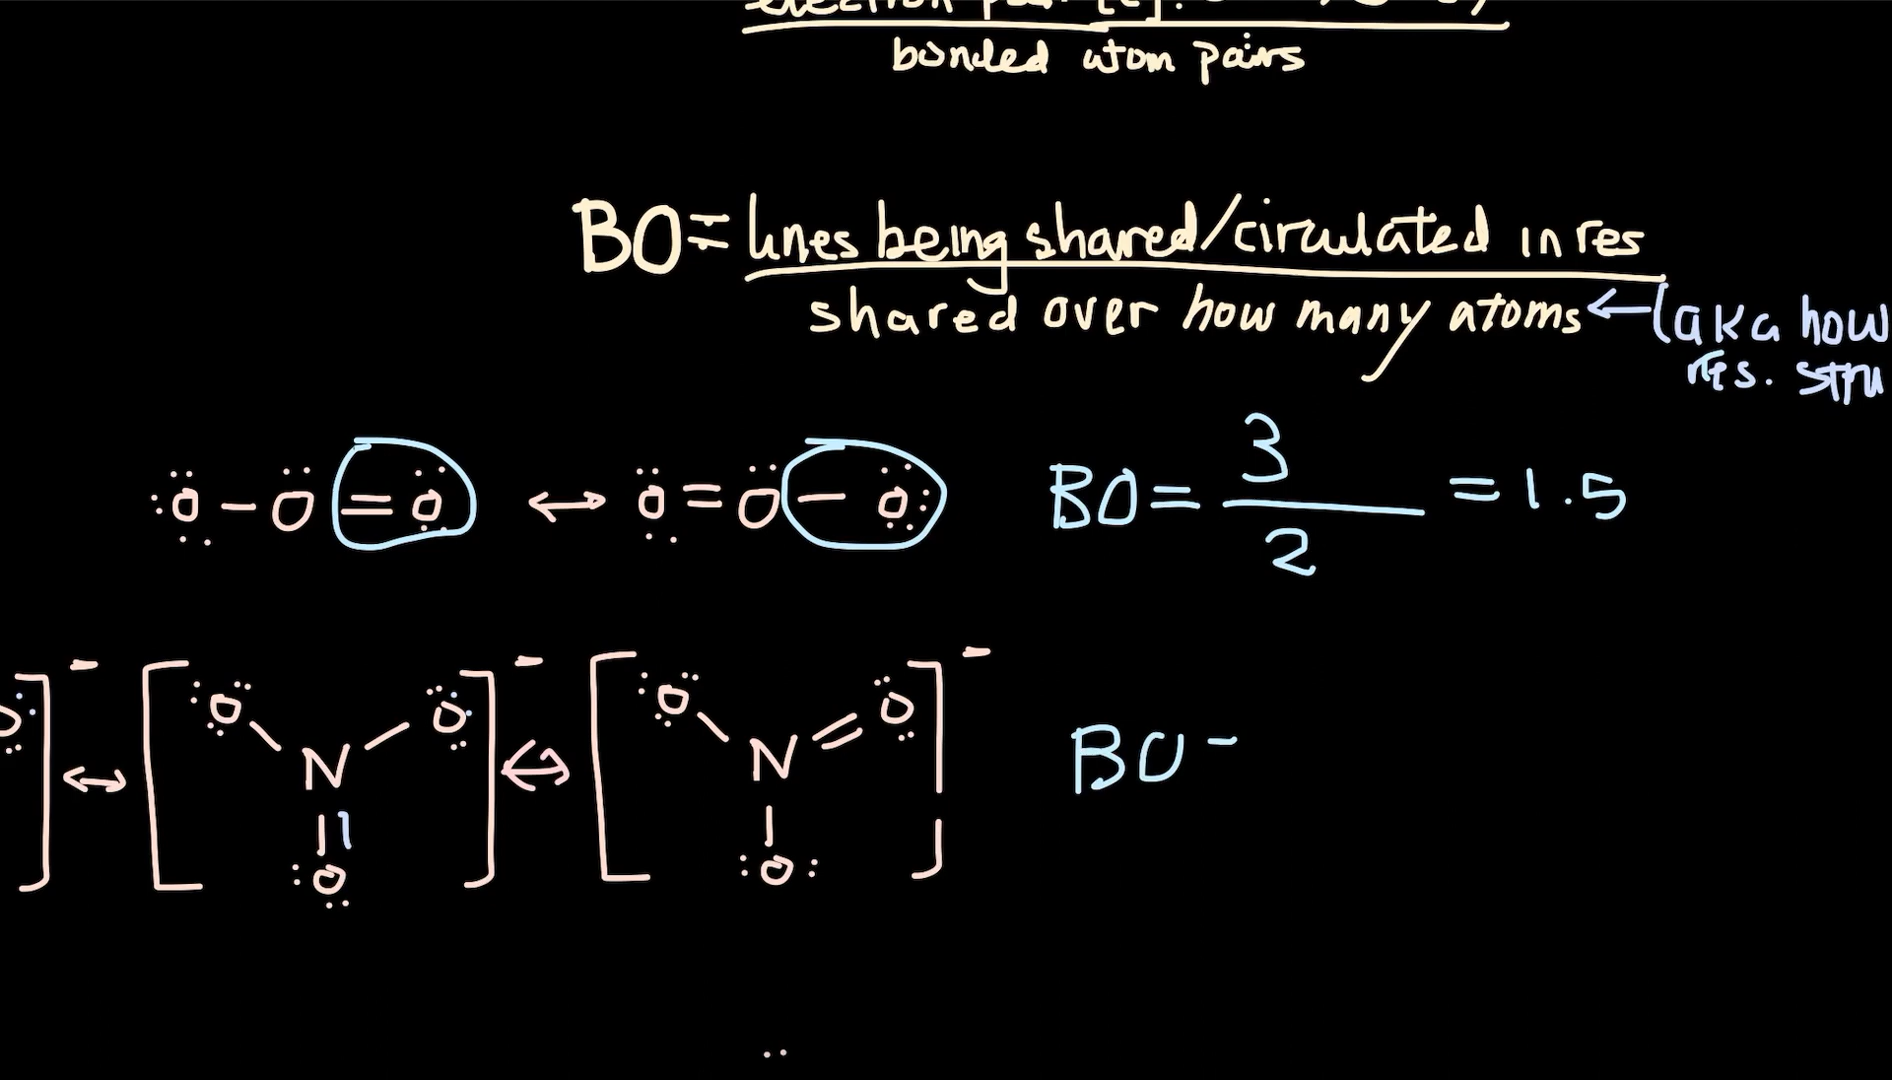 bonded atom pairs
BO = lines being shared/circulated in res
shared over how many atoms ← (aka how
res. stru
:O - O = O ↔ O = O - O: BO = 3 / 2 = 1.5
[O N O O]⁻ ↔ [O N O O]⁻ BO -